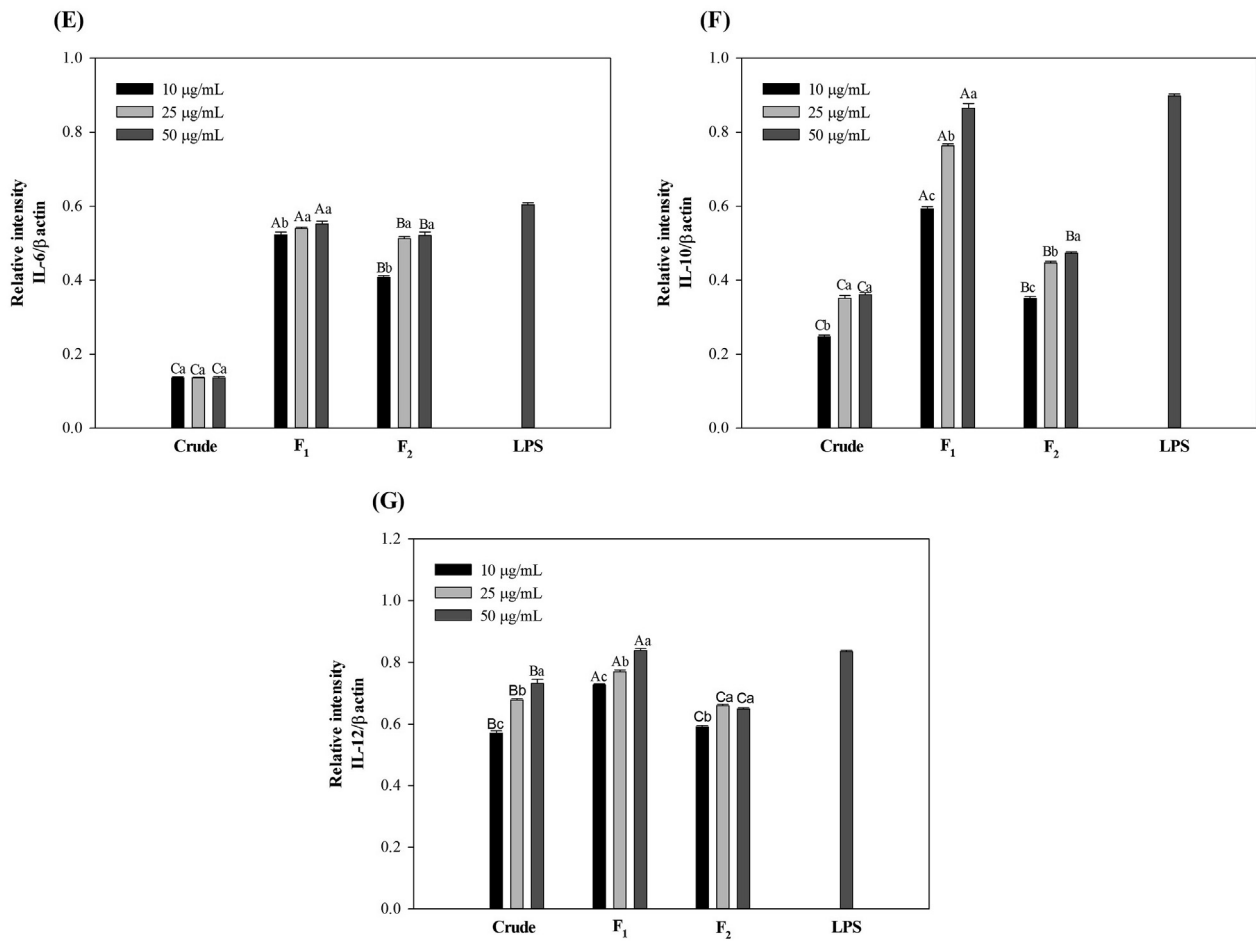 (E)
1.0
0.8
0.6
0.4
0.2
0.0
Relative intensity
IL-6/β actin
10 μg/mL
25 μg/mL
50 μg/mL
Ca Ca Ca
Ab Aa Aa
Bb Ba Ba
Crude F1 F2 LPS
(F)
1.0
0.8
0.6
0.4
0.2
0.0
Relative intensity
IL-10/β actin
10 μg/mL
25 μg/mL
50 μg/mL
Cb Ca Ca
Ac Ab Aa
Bc Bb Ba
Crude F1 F2 LPS
(G)
1.2
1.0
0.8
0.6
0.4
0.2
0.0
Relative intensity
IL-12/β actin
10 μg/mL
25 μg/mL
50 μg/mL
Bc Bb Ba
Ac Ab Aa
Cb Ca Ca
Crude F1 F2 LPS